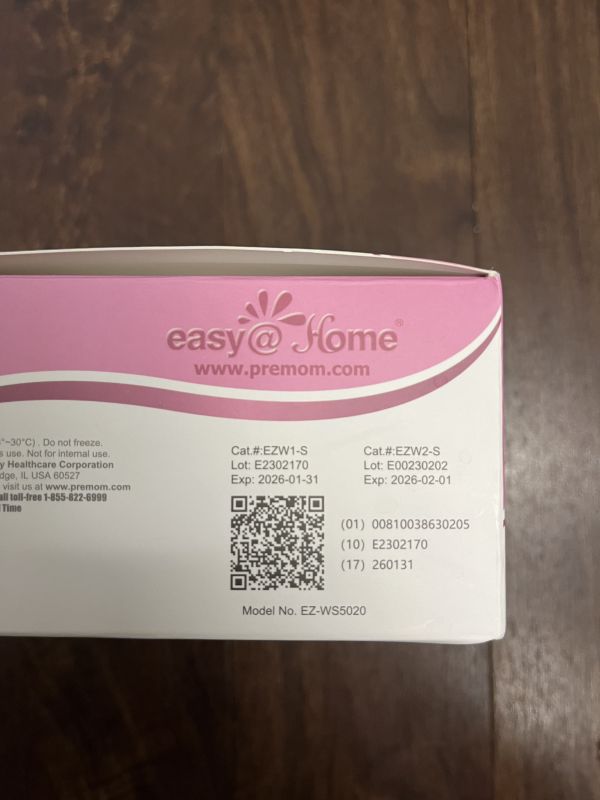 easy@Home®
www.premom.com
~30°C) . Do not freeze.
s use. Not for internal use.
y Healthcare Corporation
dge, IL USA 60527
visit us at www.premom.com
all toll-free 1-855-822-6999
Time
Cat.#:EZW1-S
Lot: E2302170
Exp: 2026-01-31
Cat.#:EZW2-S
Lot: E00230202
Exp: 2026-02-01
(01) 00810038630205
(10) E2302170
(17) 260131
Model No. EZ-WS5020